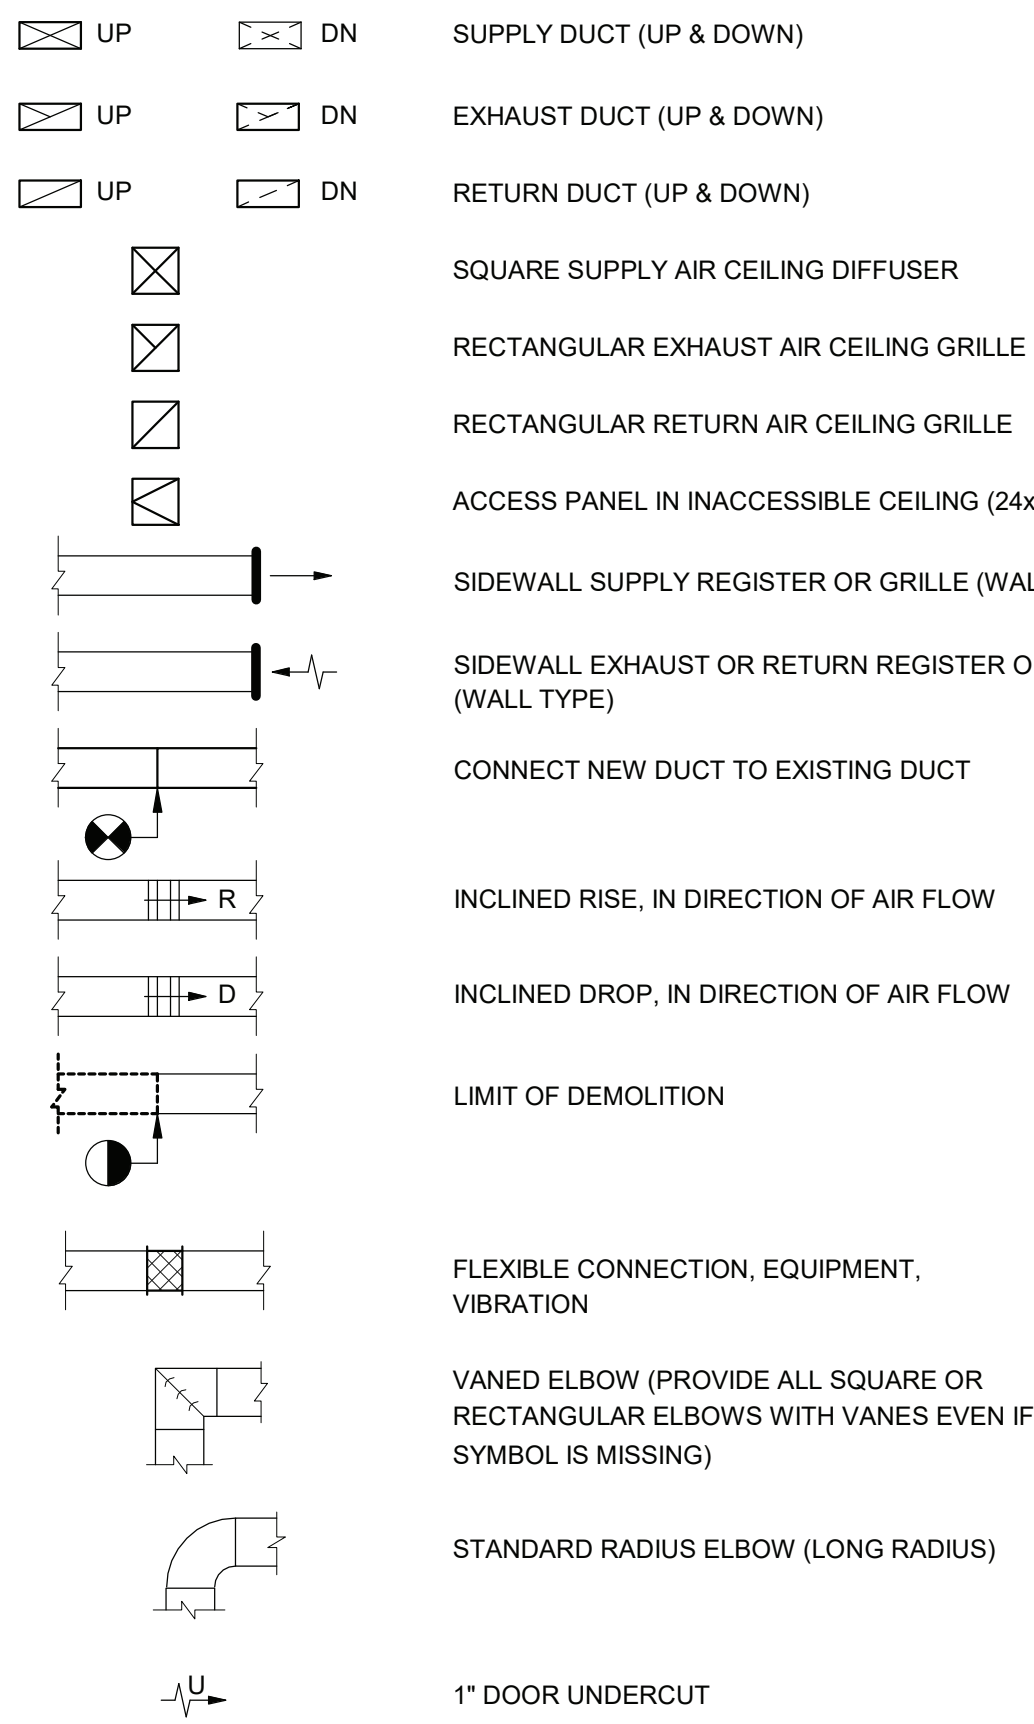 UP DN SUPPLY DUCT (UP & DOWN)
UP DN EXHAUST DUCT (UP & DOWN)
UP DN RETURN DUCT (UP & DOWN)
SQUARE SUPPLY AIR CEILING DIFFUSER
RECTANGULAR EXHAUST AIR CEILING GRILLE
RECTANGULAR RETURN AIR CEILING GRILLE
ACCESS PANEL IN INACCESSIBLE CEILING (24x
SIDEWALL SUPPLY REGISTER OR GRILLE (WAL
SIDEWALL EXHAUST OR RETURN REGISTER O
(WALL TYPE)
CONNECT NEW DUCT TO EXISTING DUCT
R INCLINED RISE, IN DIRECTION OF AIR FLOW
D INCLINED DROP, IN DIRECTION OF AIR FLOW
LIMIT OF DEMOLITION
FLEXIBLE CONNECTION, EQUIPMENT,
VIBRATION
VANED ELBOW (PROVIDE ALL SQUARE OR
RECTANGULAR ELBOWS WITH VANES EVEN IF
SYMBOL IS MISSING)
STANDARD RADIUS ELBOW (LONG RADIUS)
U 1" DOOR UNDERCUT